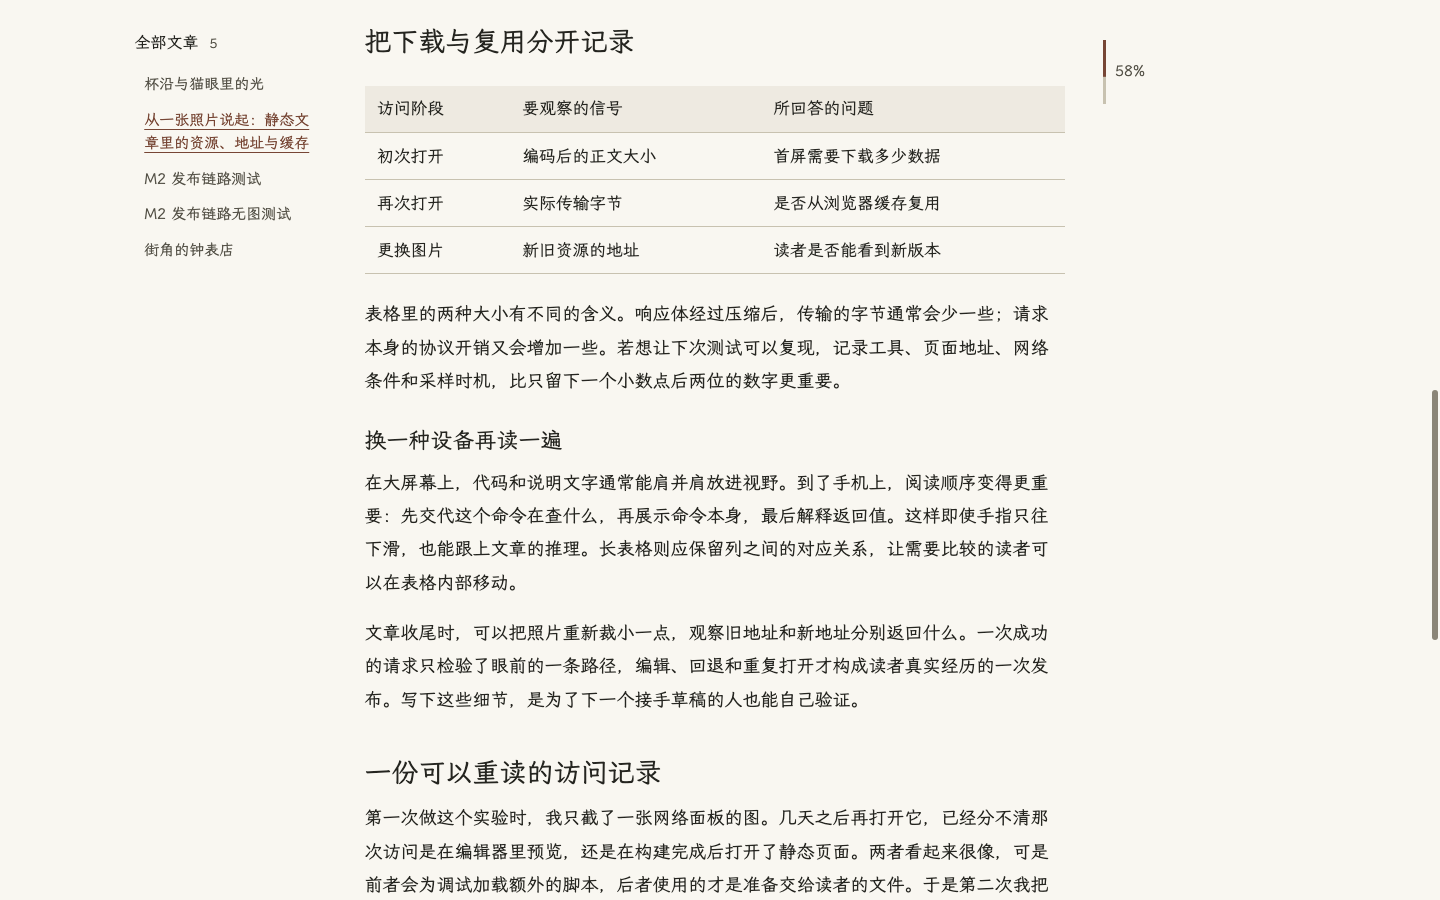 全部文章 5
杯沿与猫眼里的光
从一张照片说起：静态文
章里的资源、地址与缓存
M2 发布链路测试
M2 发布链路无图测试
街角的钟表店
把下载与复用分开记录
访问阶段 要观察的信号 所回答的问题
初次打开 编码后的正文大小 首屏需要下载多少数据
再次打开 实际传输字节 是否从浏览器缓存复用
更换图片 新旧资源的地址 读者是否能看到新版本
表格里的两种大小有不同的含义。响应体经过压缩后，传输的字节通常会少一些；请求
本身的协议开销又会增加一些。若想让下次测试可以复现，记录工具、页面地址、网络
条件和采样时机，比只留下一个小数点后两位的数字更重要。
换一种设备再读一遍
在大屏幕上，代码和说明文字通常能肩并肩放进视野。到了手机上，阅读顺序变得更重
要：先交代这个命令在查什么，再展示命令本身，最后解释返回值。这样即使手指只往
下滑，也能跟上文章的推理。长表格则应保留列之间的对应关系，让需要比较的读者可
以在表格内部移动。
文章收尾时，可以把照片重新裁小一点，观察旧地址和新地址分别返回什么。一次成功
的请求只检验了眼前的一条路径，编辑、回退和重复打开才构成读者真实经历的一次发
布。写下这些细节，是为了下一个接手草稿的人也能自己验证。
一份可以重读的访问记录
第一次做这个实验时，我只截了一张网络面板的图。几天之后再打开它，已经分不清那
次访问是在编辑器里预览，还是在构建完成后打开了静态页面。两者看起来很像，可是
前者会为调试加载额外的脚本，后者使用的才是准备交给读者的文件。于是第二次我把
58%